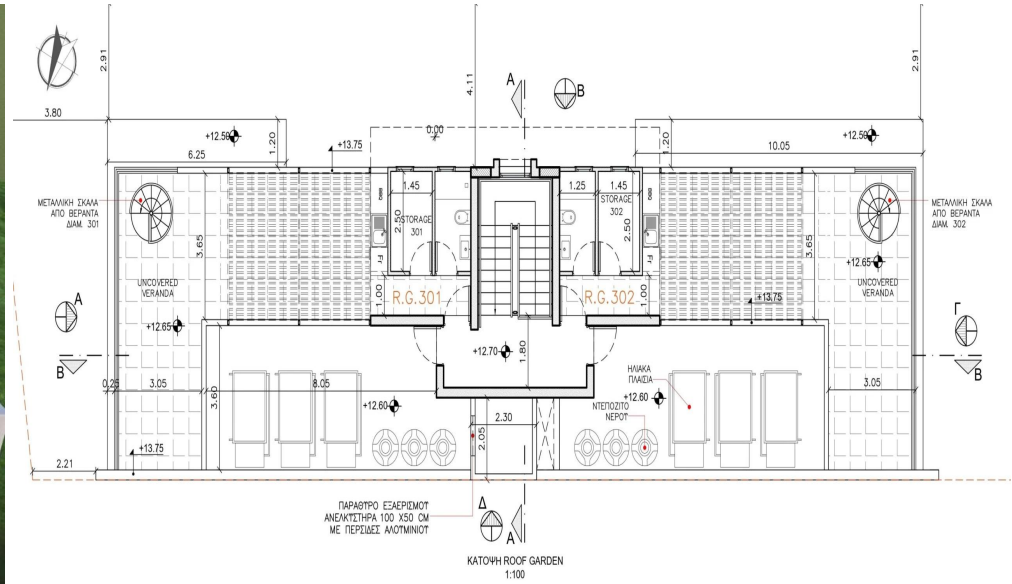 2.91
4.11
2.91
A
B
3.80
+12.50
1.20
+13.75
0.00
1.20
+12.50
6.25
10.05
ΜΕΤΑΛΛΙΚΗ ΣΚΑΛΑ
ΑΠΟ ΒΕΡΑΝΤΑ
ΔΙΑΜ. 301
1.45
STORAGE
301
2.50
1.25
1.45
STORAGE
302
2.50
ΜΕΤΑΛΛΙΚΗ ΣΚΑΛΑ
ΑΠΟ ΒΕΡΑΝΤΑ
ΔΙΑΜ. 302
3.65
3.65
Fr
Fr
UNCOVERED
VERANDA
+12.65
UNCOVERED
VERANDA
1.00
R.G.301
R.G.302
1.00
+13.75
A
+12.65
Γ
B
+12.70
1.80
B
0.25
3.05
8.05
3.60
+12.60
2.30
2.05
ΗΛΙΑΚΑ
ΠΛΑΙΣΙΑ
ΝΤΕΠΟΖΙΤΟ
ΝΕΡΟΥ
+12.60
3.05
+13.75
2.21
ΠΑΡΑΘΥΡΟ ΕΞΑΕΡΙΣΜΟΥ
ΑΝΕΛΚΥΣΤΗΡΑ 100 X50 CM
ΜΕ ΠΕΡΣΙΔΕΣ ΑΛΟΥΜΙΝΙΟΥ
Δ
A
ΚΑΤΟΨΗ ROOF GARDEN
1:100